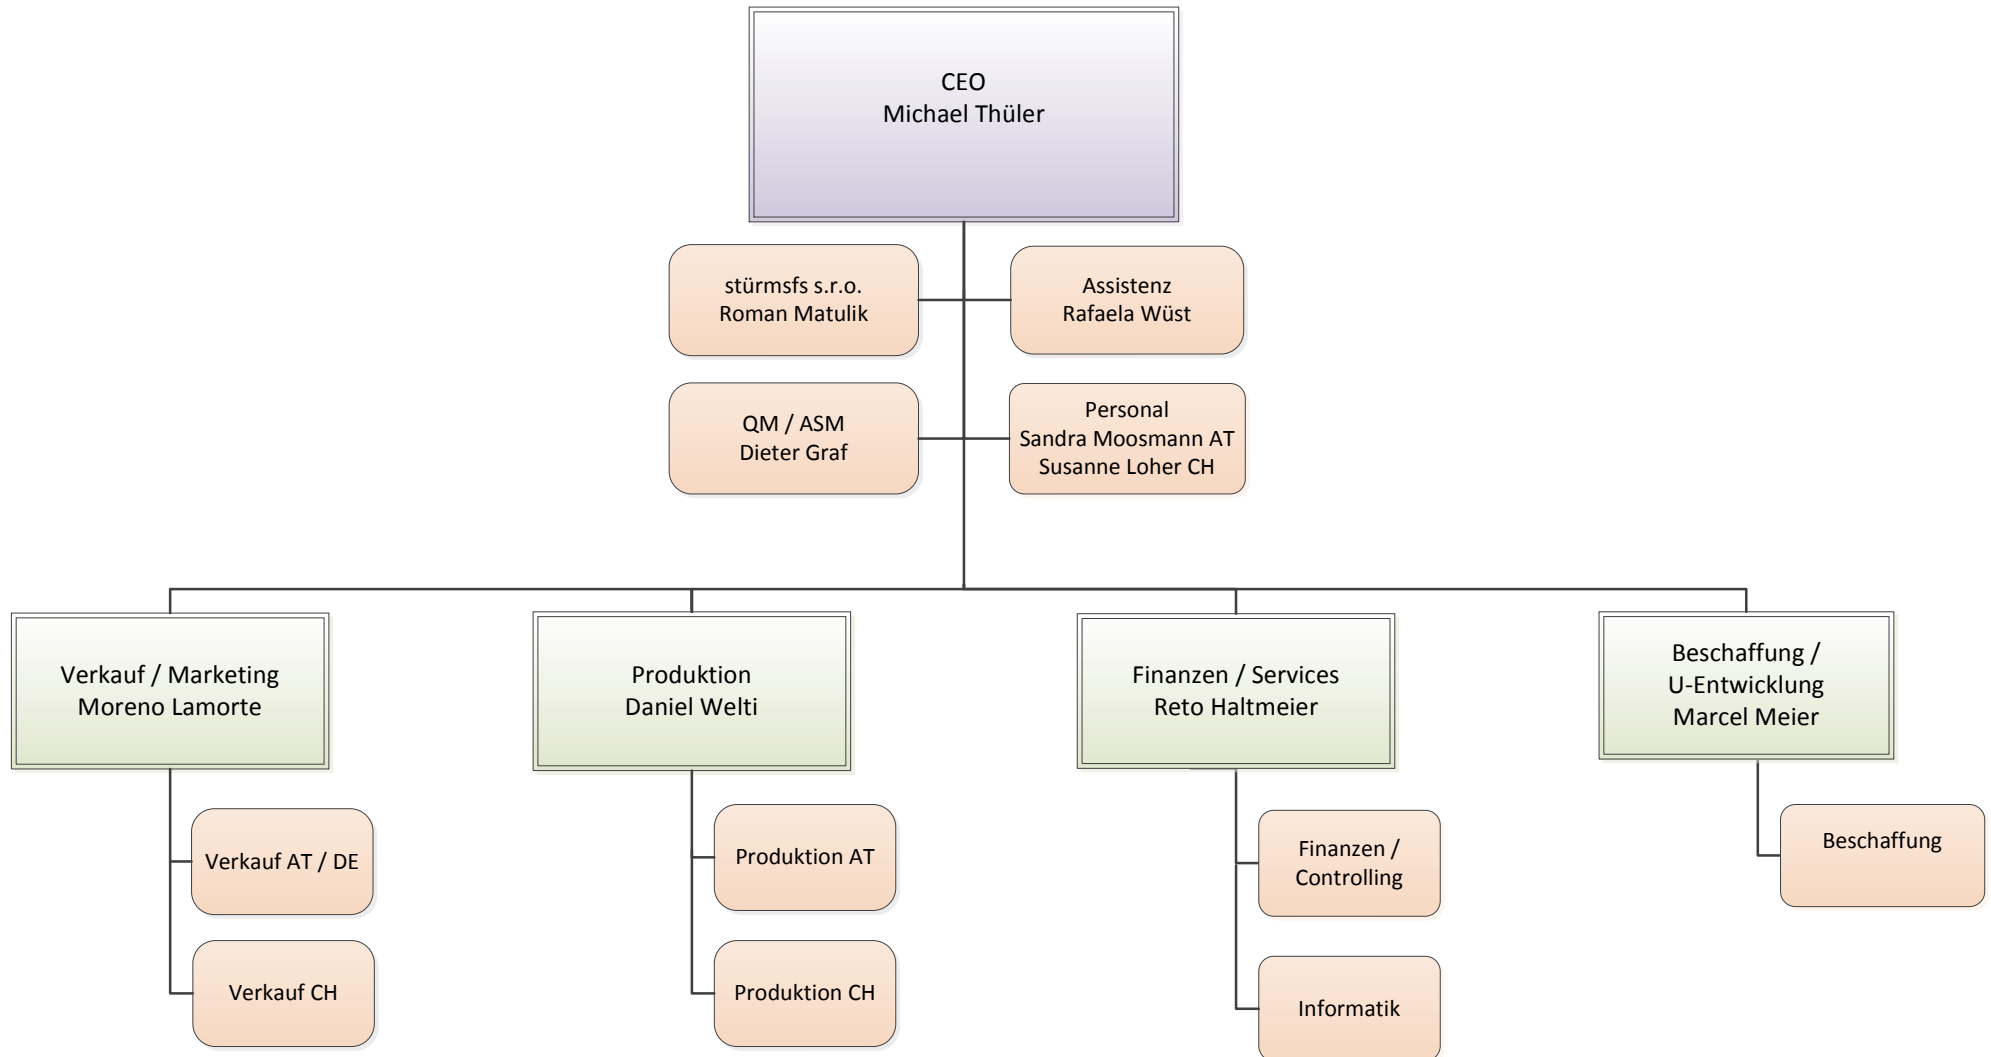 CEO
Michael Thüler
stürmsfs s.r.o.
Roman Matulik
Assistenz
Rafaela Wüst
QM / ASM
Dieter Graf
Personal
Sandra Moosmann AT
Susanne Loher CH
Verkauf / Marketing
Moreno Lamorte
Produktion
Daniel Welti
Finanzen / Services
Reto Haltmeier
Beschaffung /
U-Entwicklung
Marcel Meier
Verkauf AT / DE
Produktion AT
Finanzen /
Controlling
Beschaffung
Verkauf CH
Produktion CH
Informatik